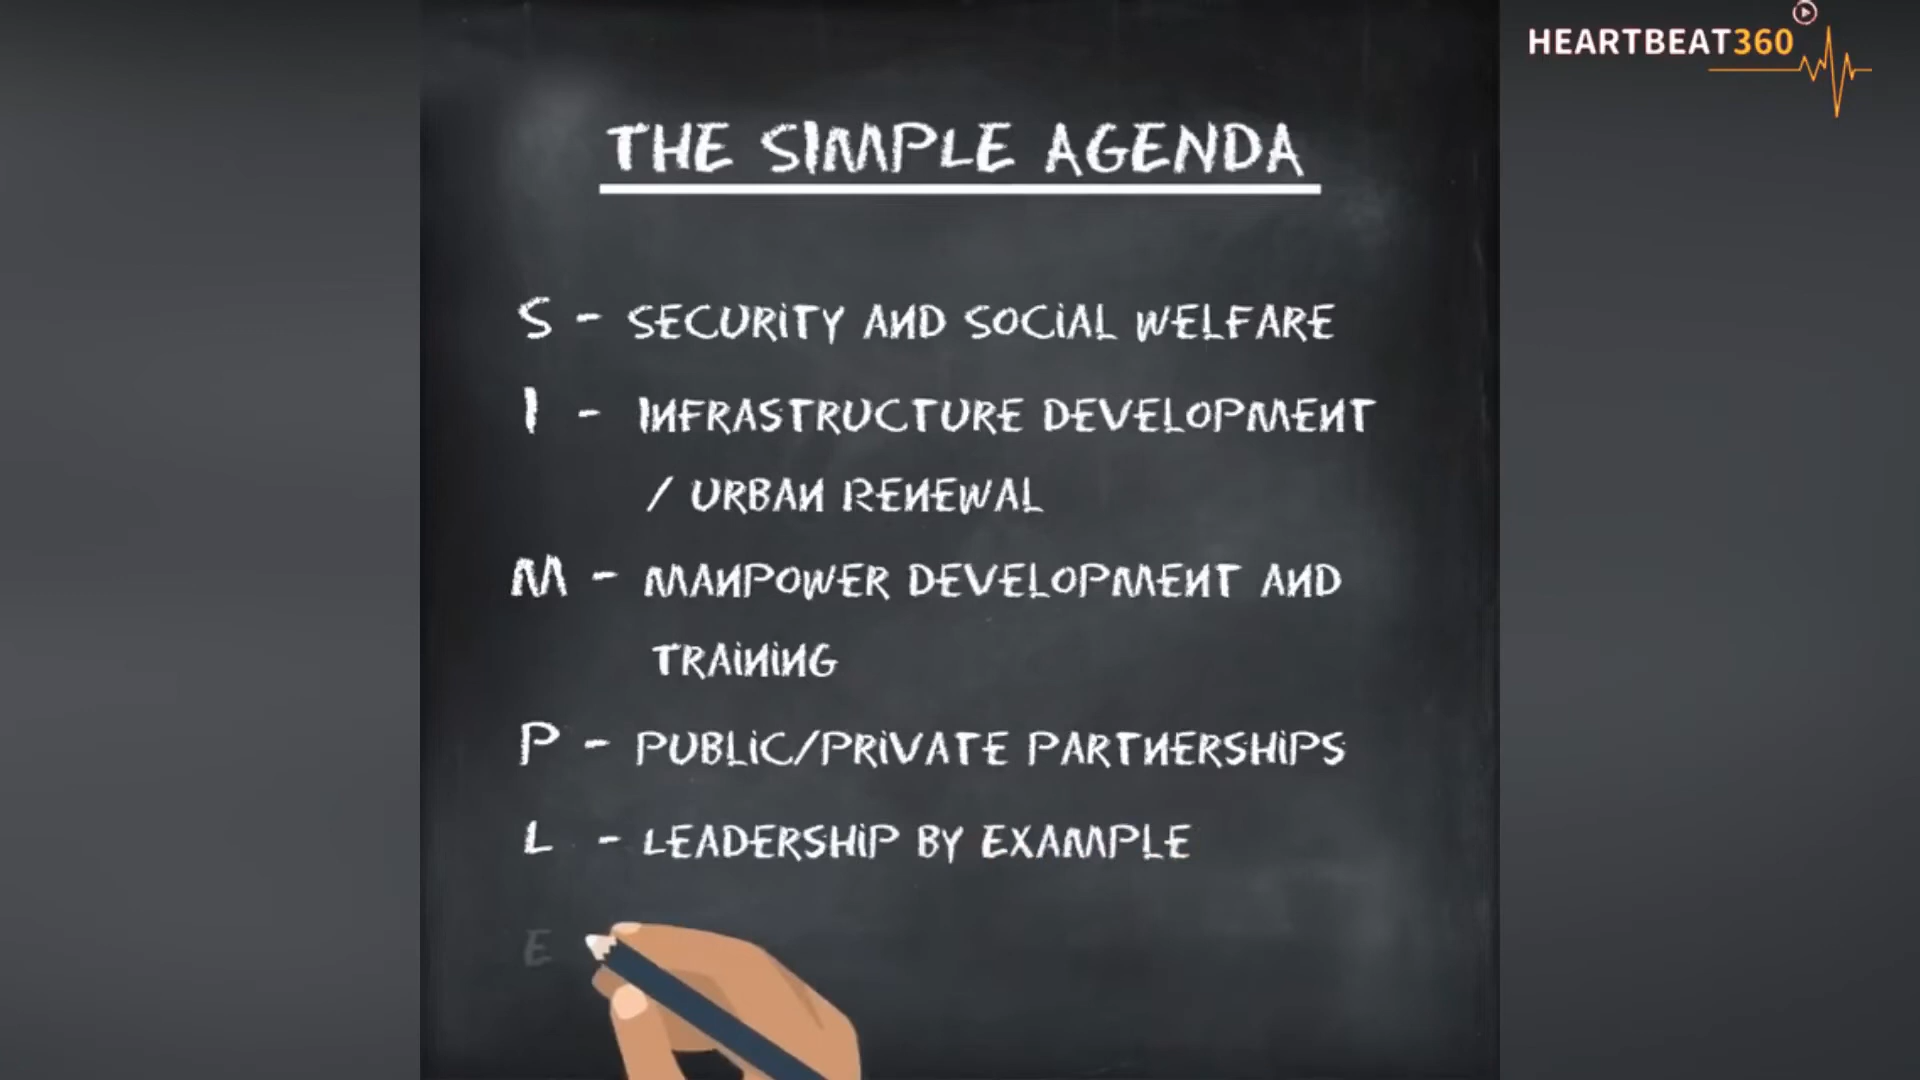 HEARTBEAT360
THE SIMPLE AGENDA
S - SECURITY AND SOCIAL WELFARE
I - INFRASTRUCTURE DEVELOPMENT
/ URBAN RENEWAL
M - MANPOWER DEVELOPMENT AND
TRAINING
P - PUBLIC/PRIVATE PARTNERSHIPS
L - LEADERSHIP BY EXAMPLE
E